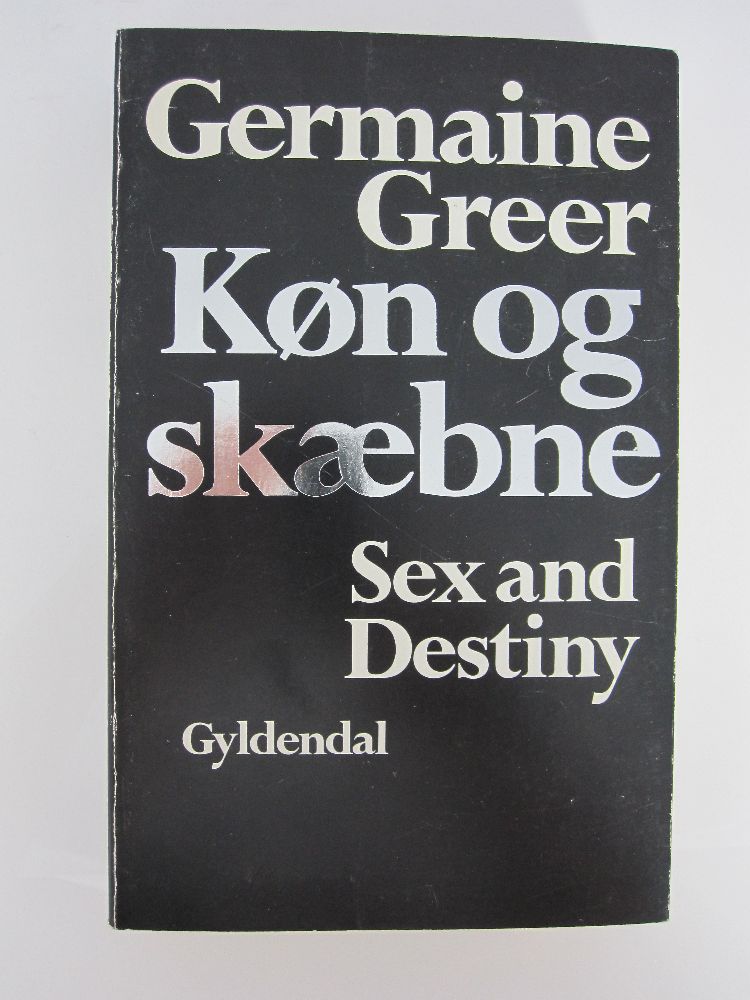 Germaine
Greer
Køn og
skæbne
Sex and
Destiny
Gyldendal